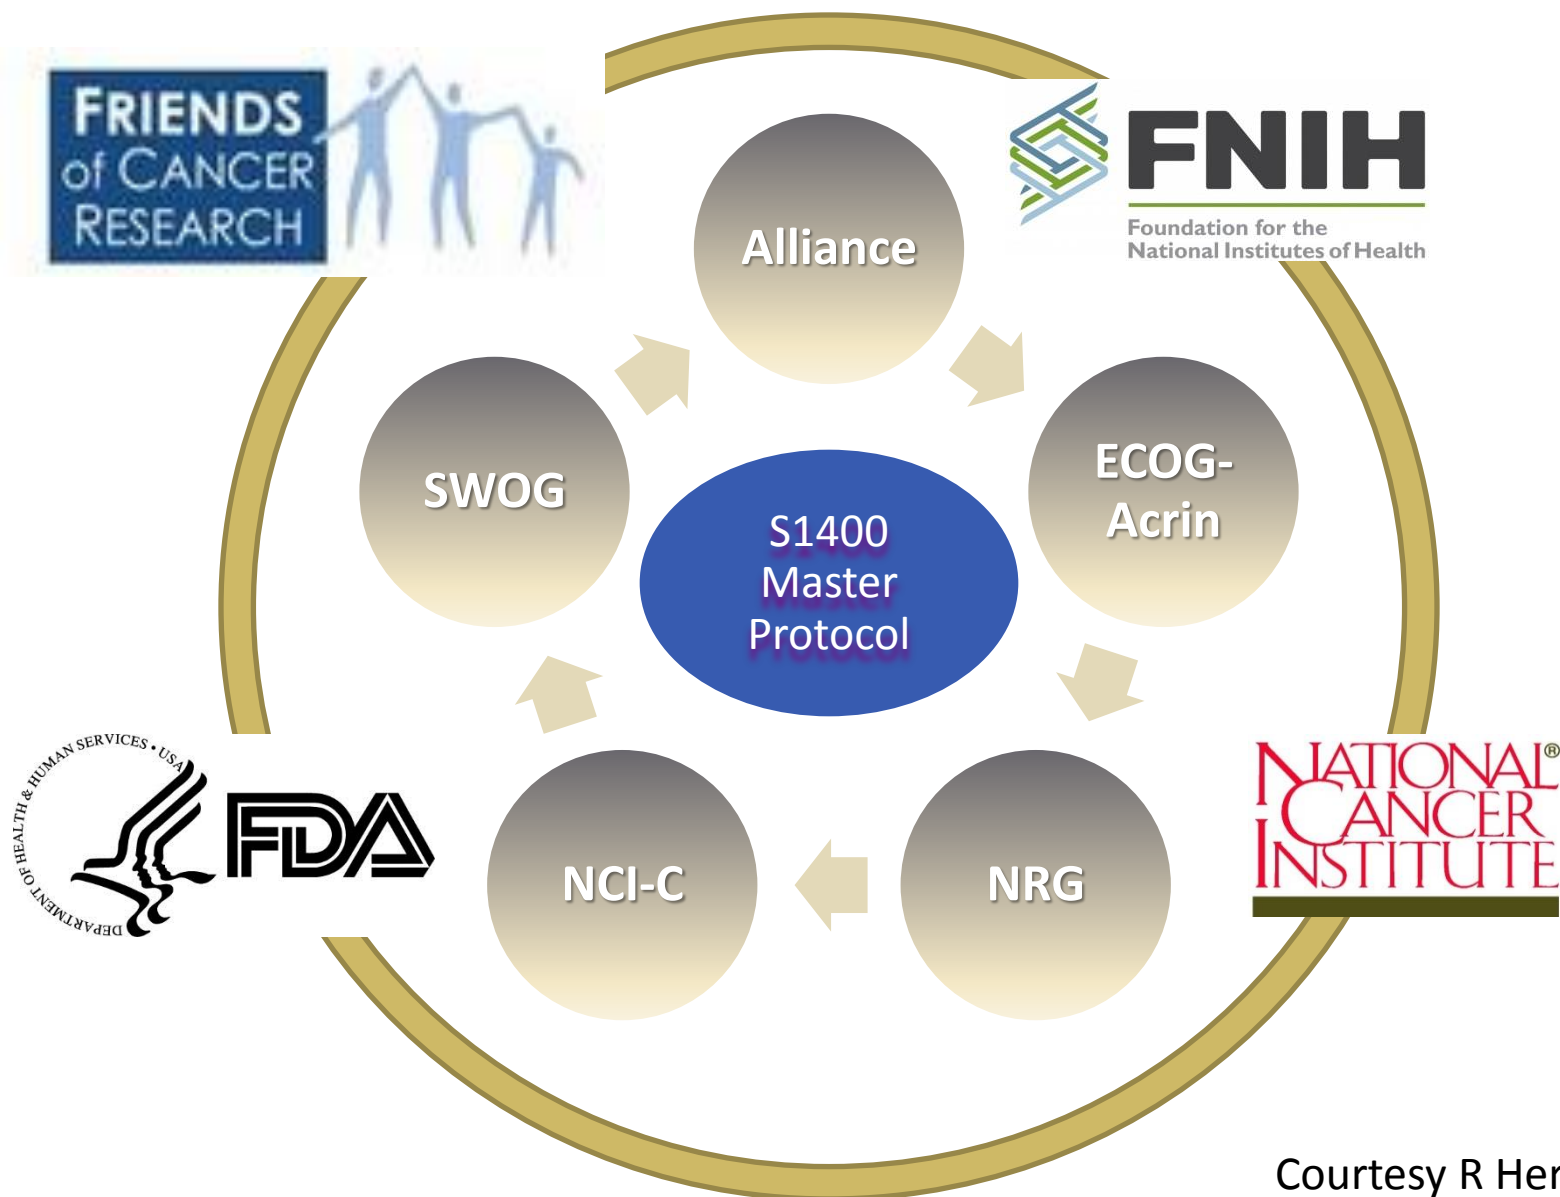 FRIENDS
of CANCER
RESEARCH
FNIH
Foundation for the
National Institutes of Health
Alliance
SWOG
ECOG-
Acrin
S1400
Master
Protocol
DEPARTMENT OF HEALTH & HUMAN SERVICES • USA
FDA
NATIONAL®
CANCER
INSTITUTE
NCI-C
NRG
Courtesy R Her